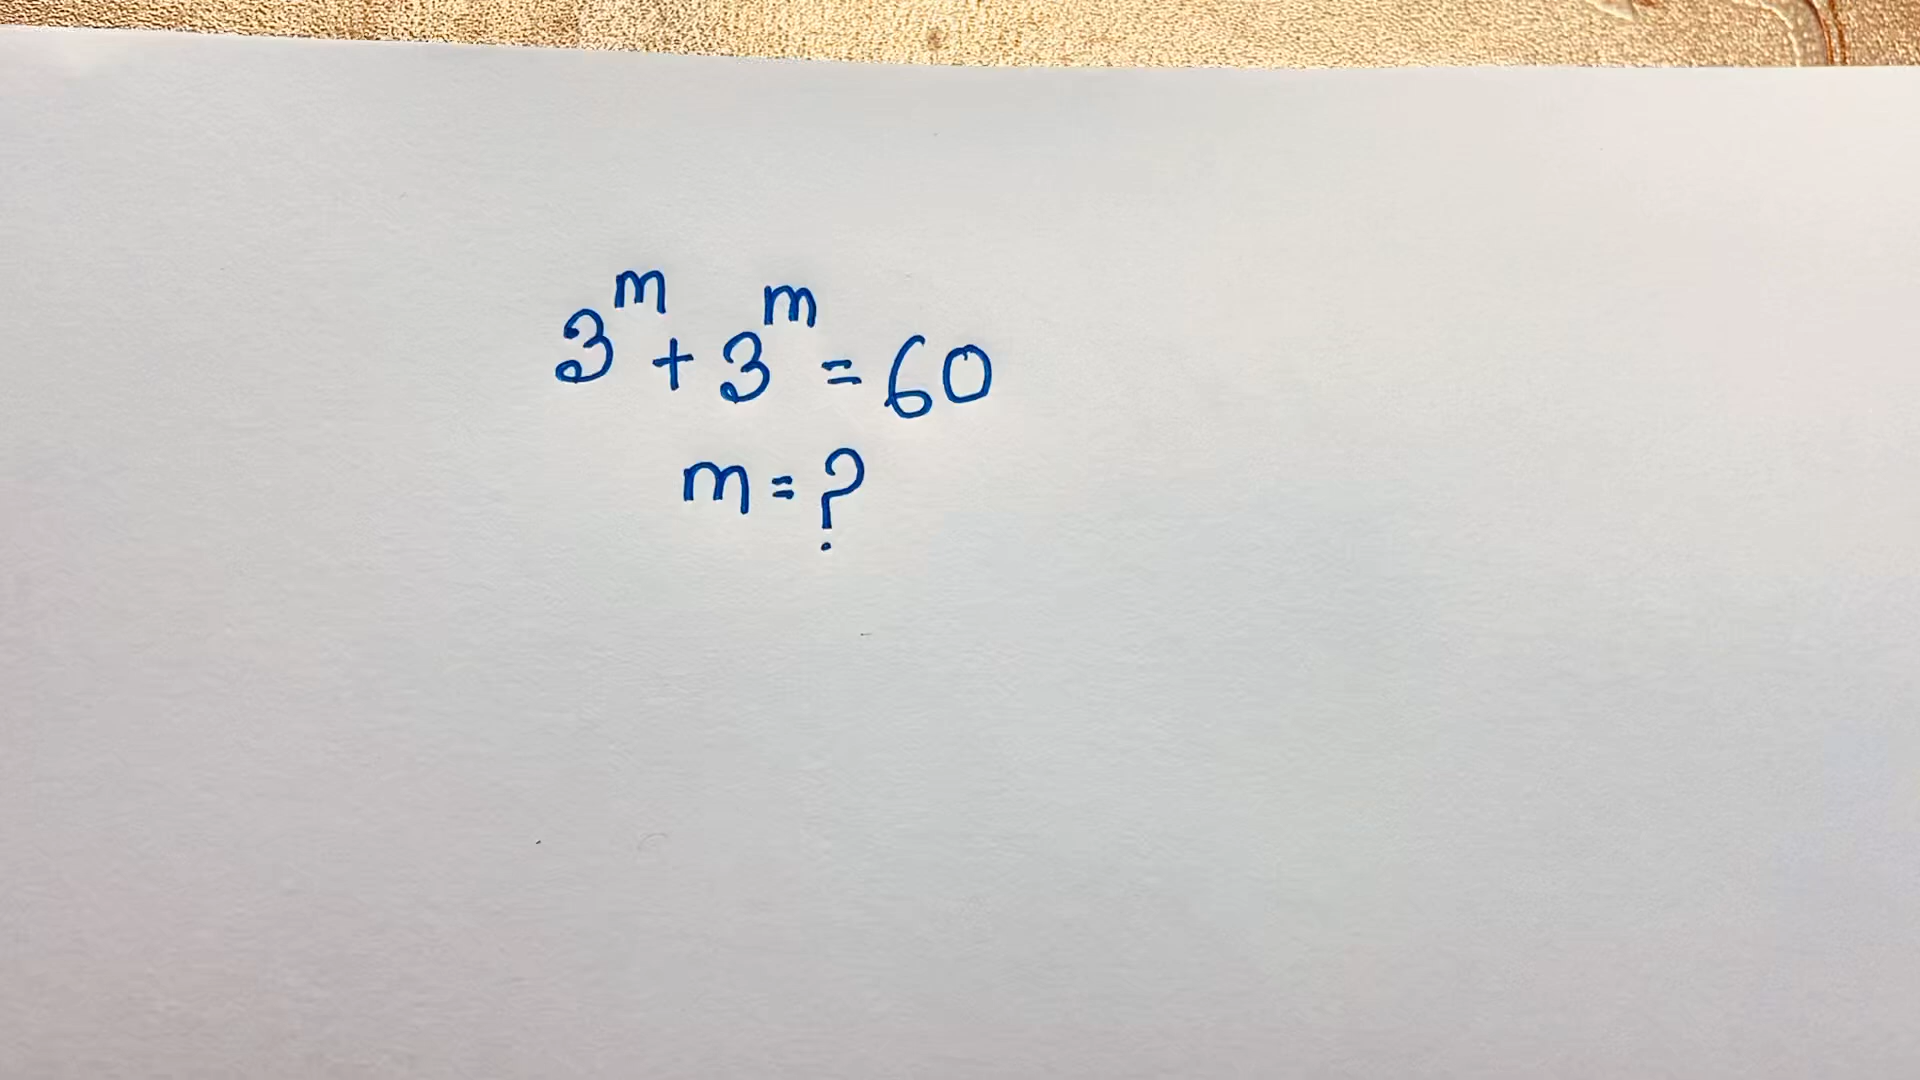 3^m + 3^m = 60
m = ?